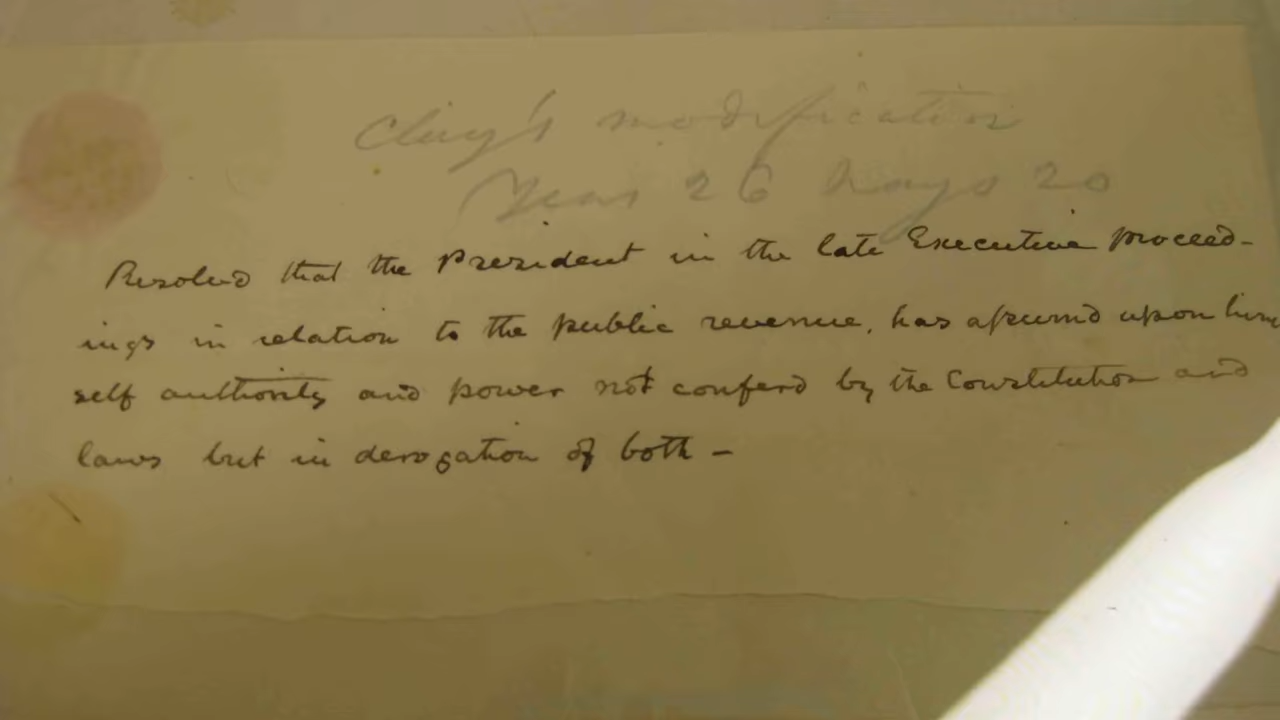 Clay's modification
Yeas 26 Nays 20
Resolved that the President in the late Executive proceed-
ings in relation to the public revenue, has assumed upon him
self authority and power not conferd by the Constitution and
laws but in derogation of both -